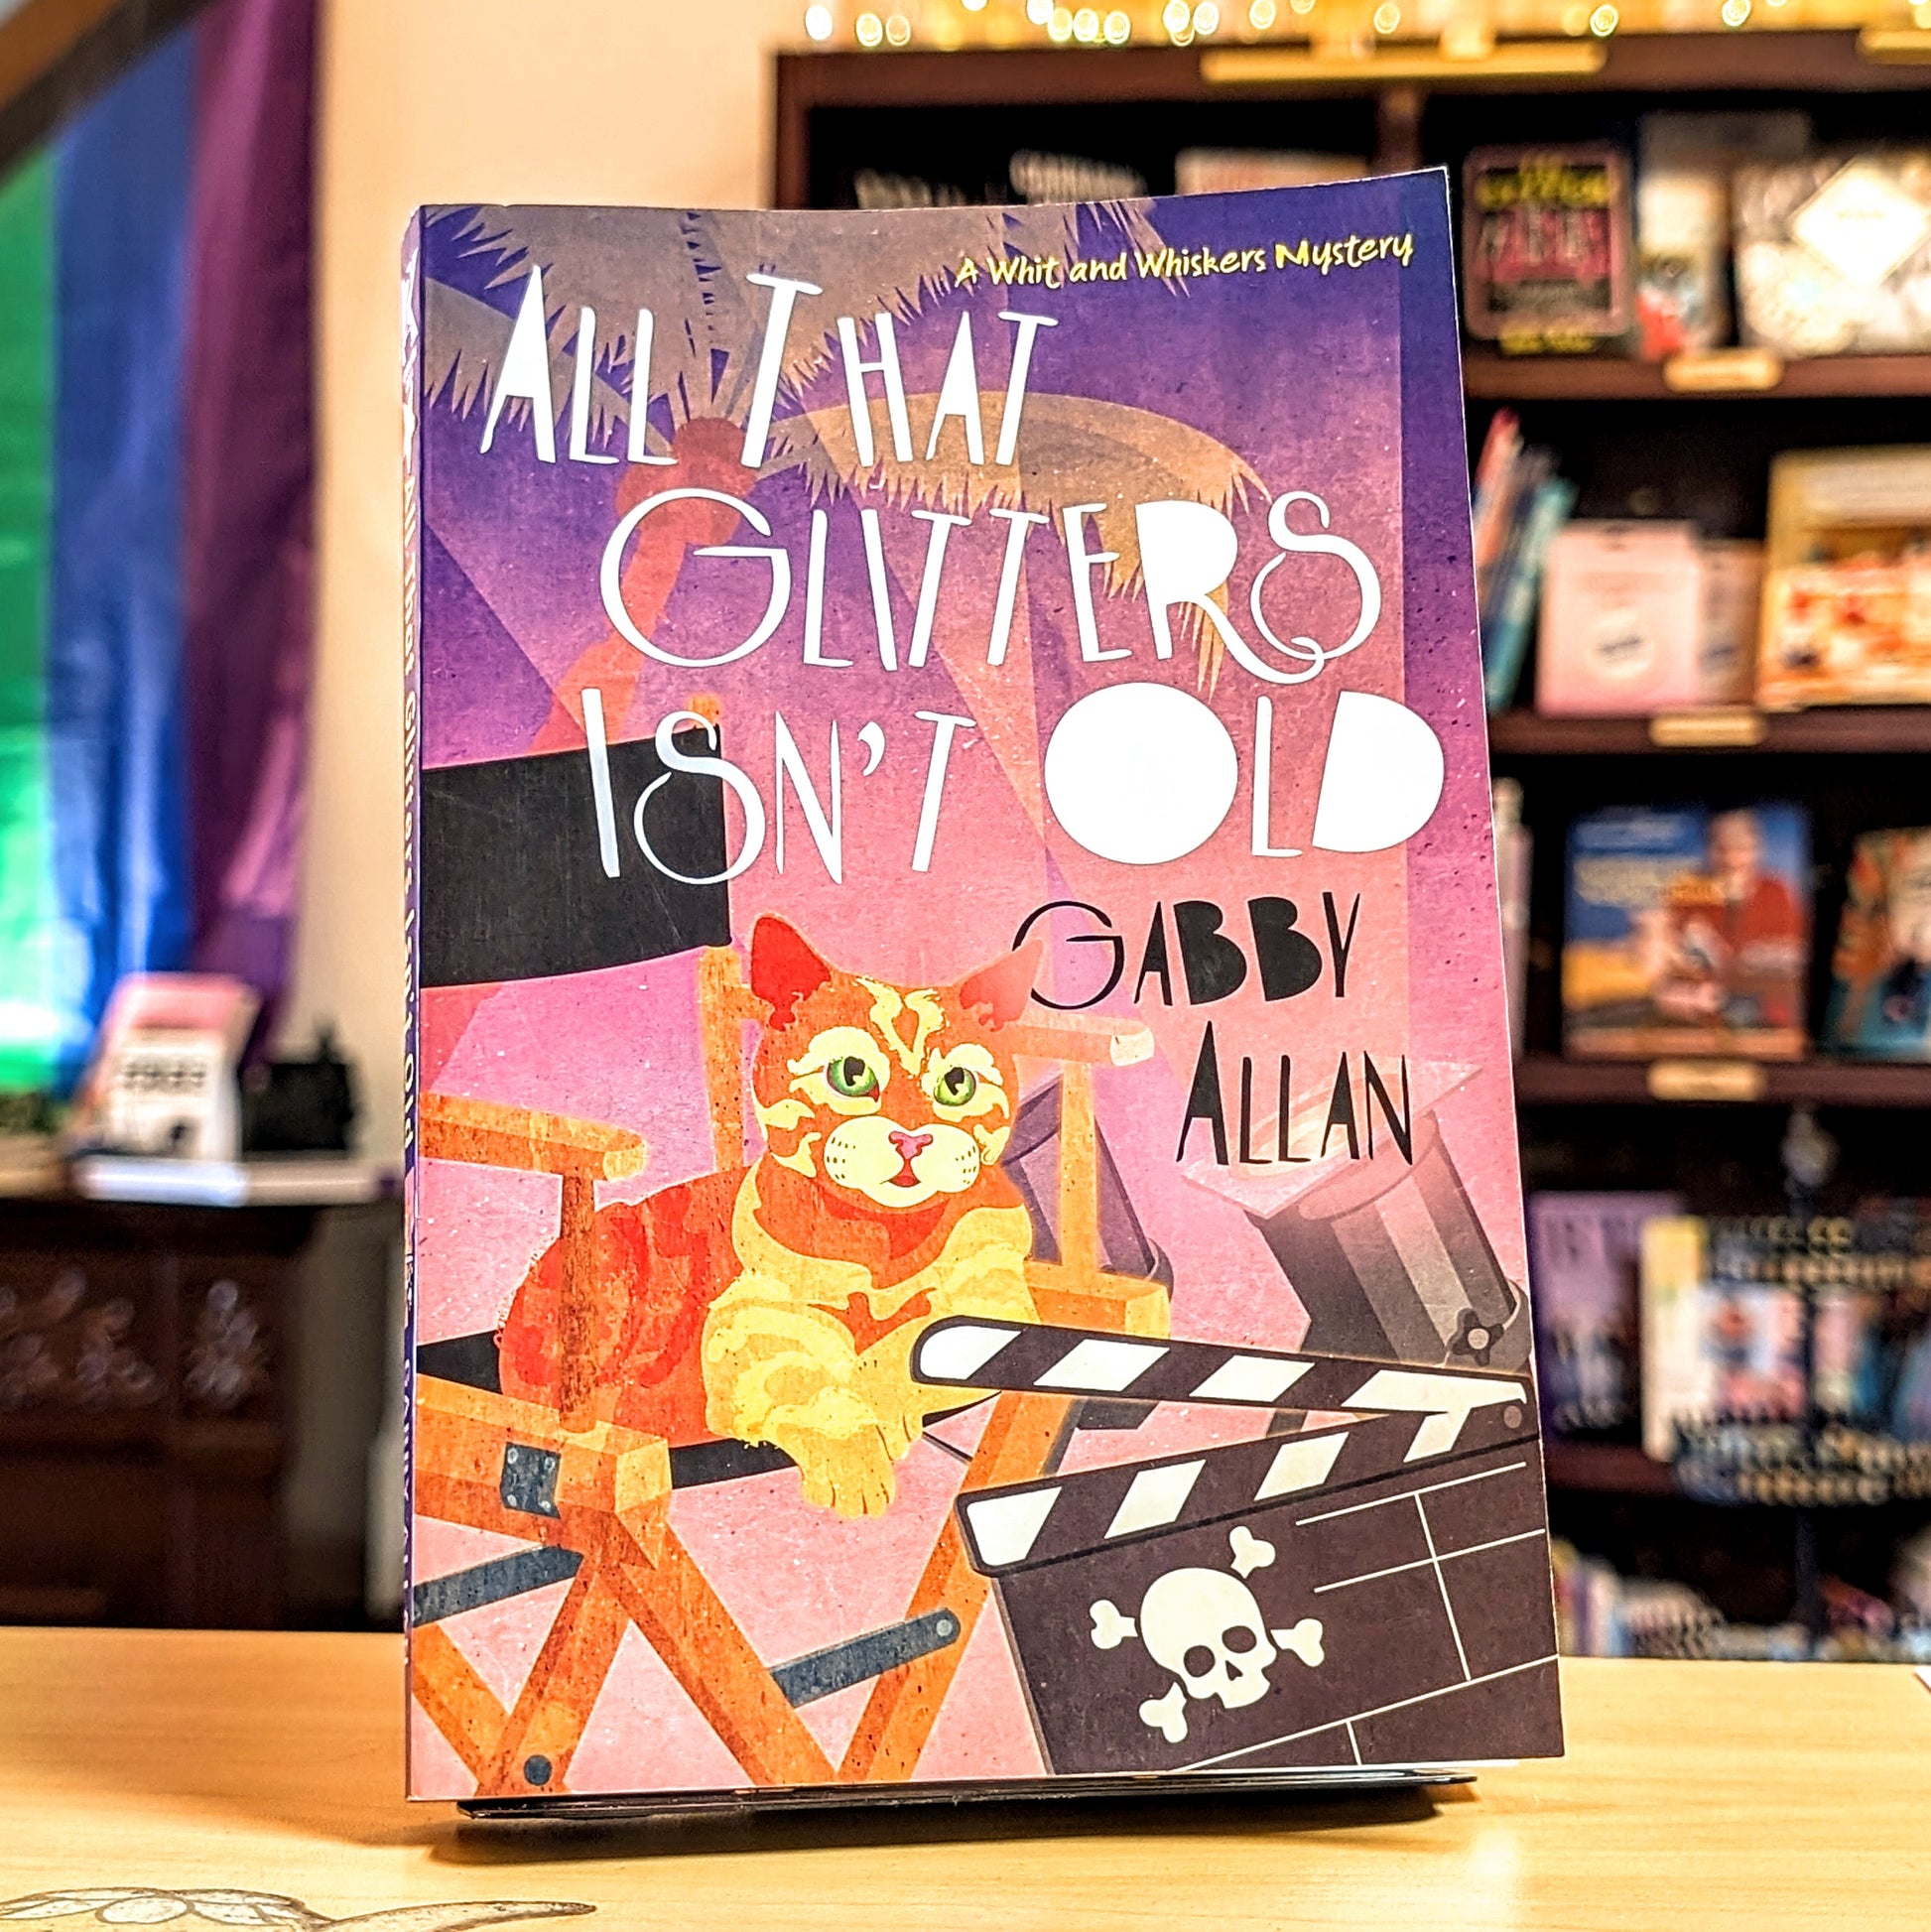 A Whit and Whiskers Mystery
ALL THAT
GLITTERS
ISN'T OLD
GABBY
ALLAN